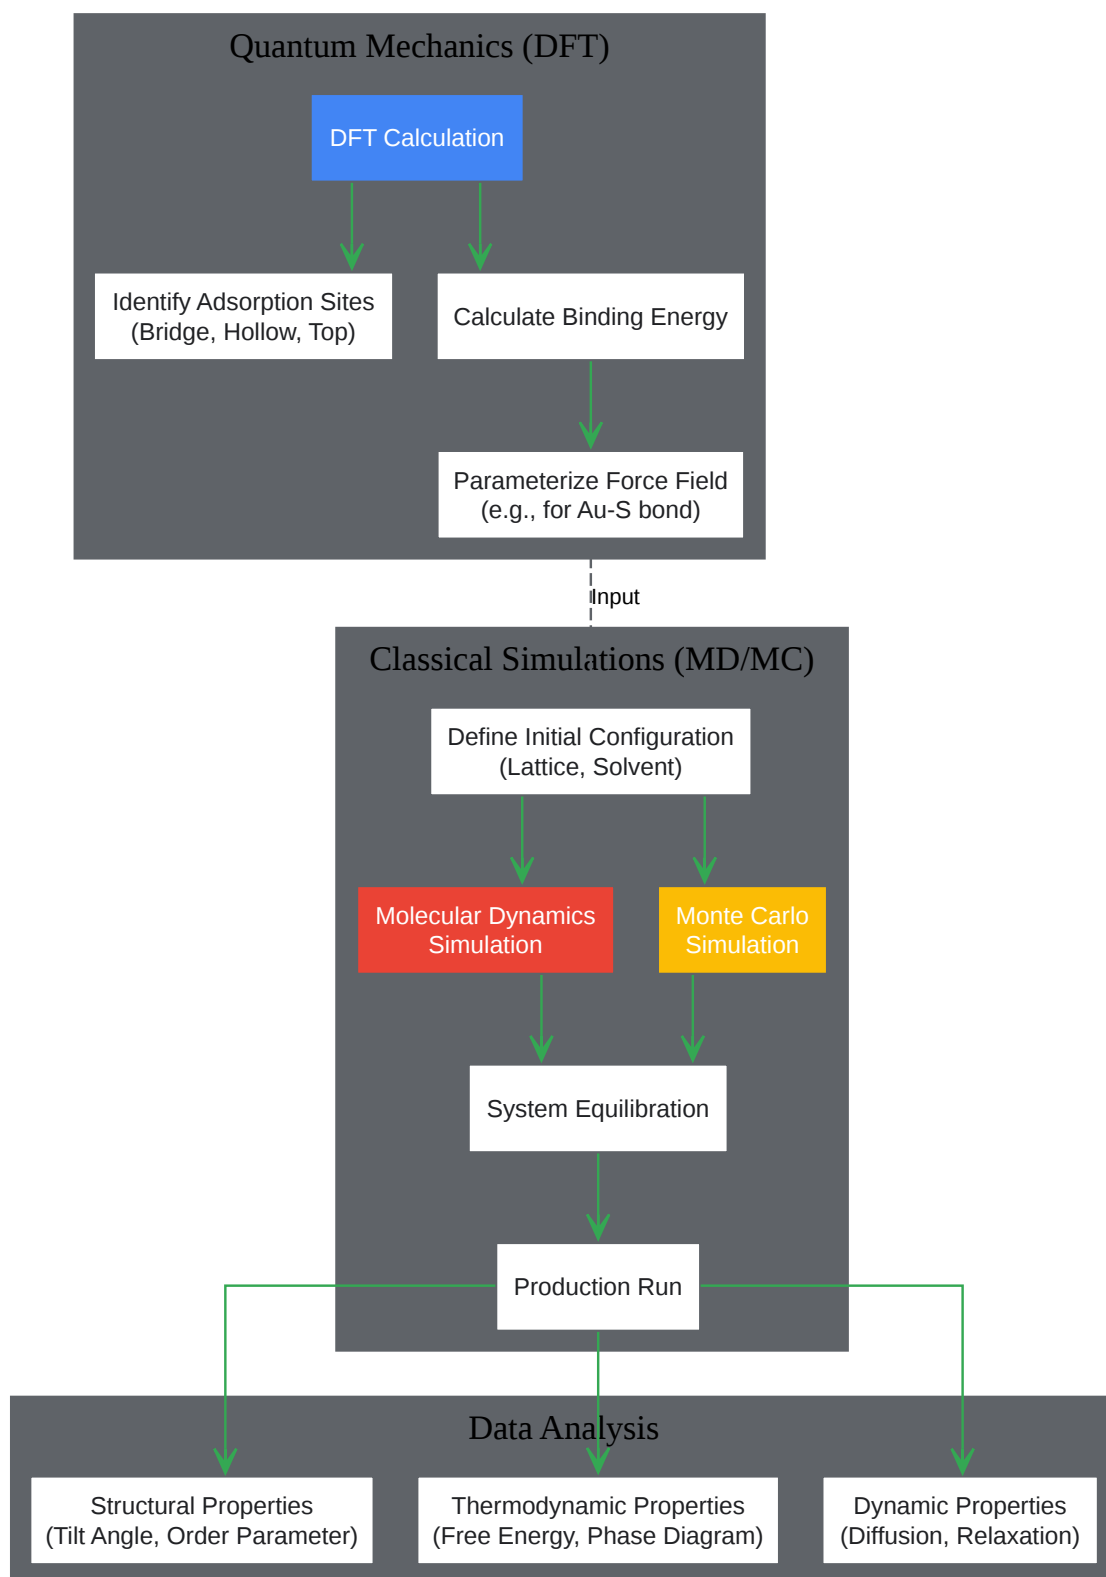 Quantum Mechanics (DFT)
DFT Calculation
Identify Adsorption Sites
(Bridge, Hollow, Top)
Calculate Binding Energy
Parameterize Force Field
(e.g., for Au-S bond)
Input
Classical Simulations (MD/MC)
Define Initial Configuration
(Lattice, Solvent)
Molecular Dynamics
Simulation
Monte Carlo
Simulation
System Equilibration
Production Run
Data Analysis
Structural Properties
(Tilt Angle, Order Parameter)
Thermodynamic Properties
(Free Energy, Phase Diagram)
Dynamic Properties
(Diffusion, Relaxation)